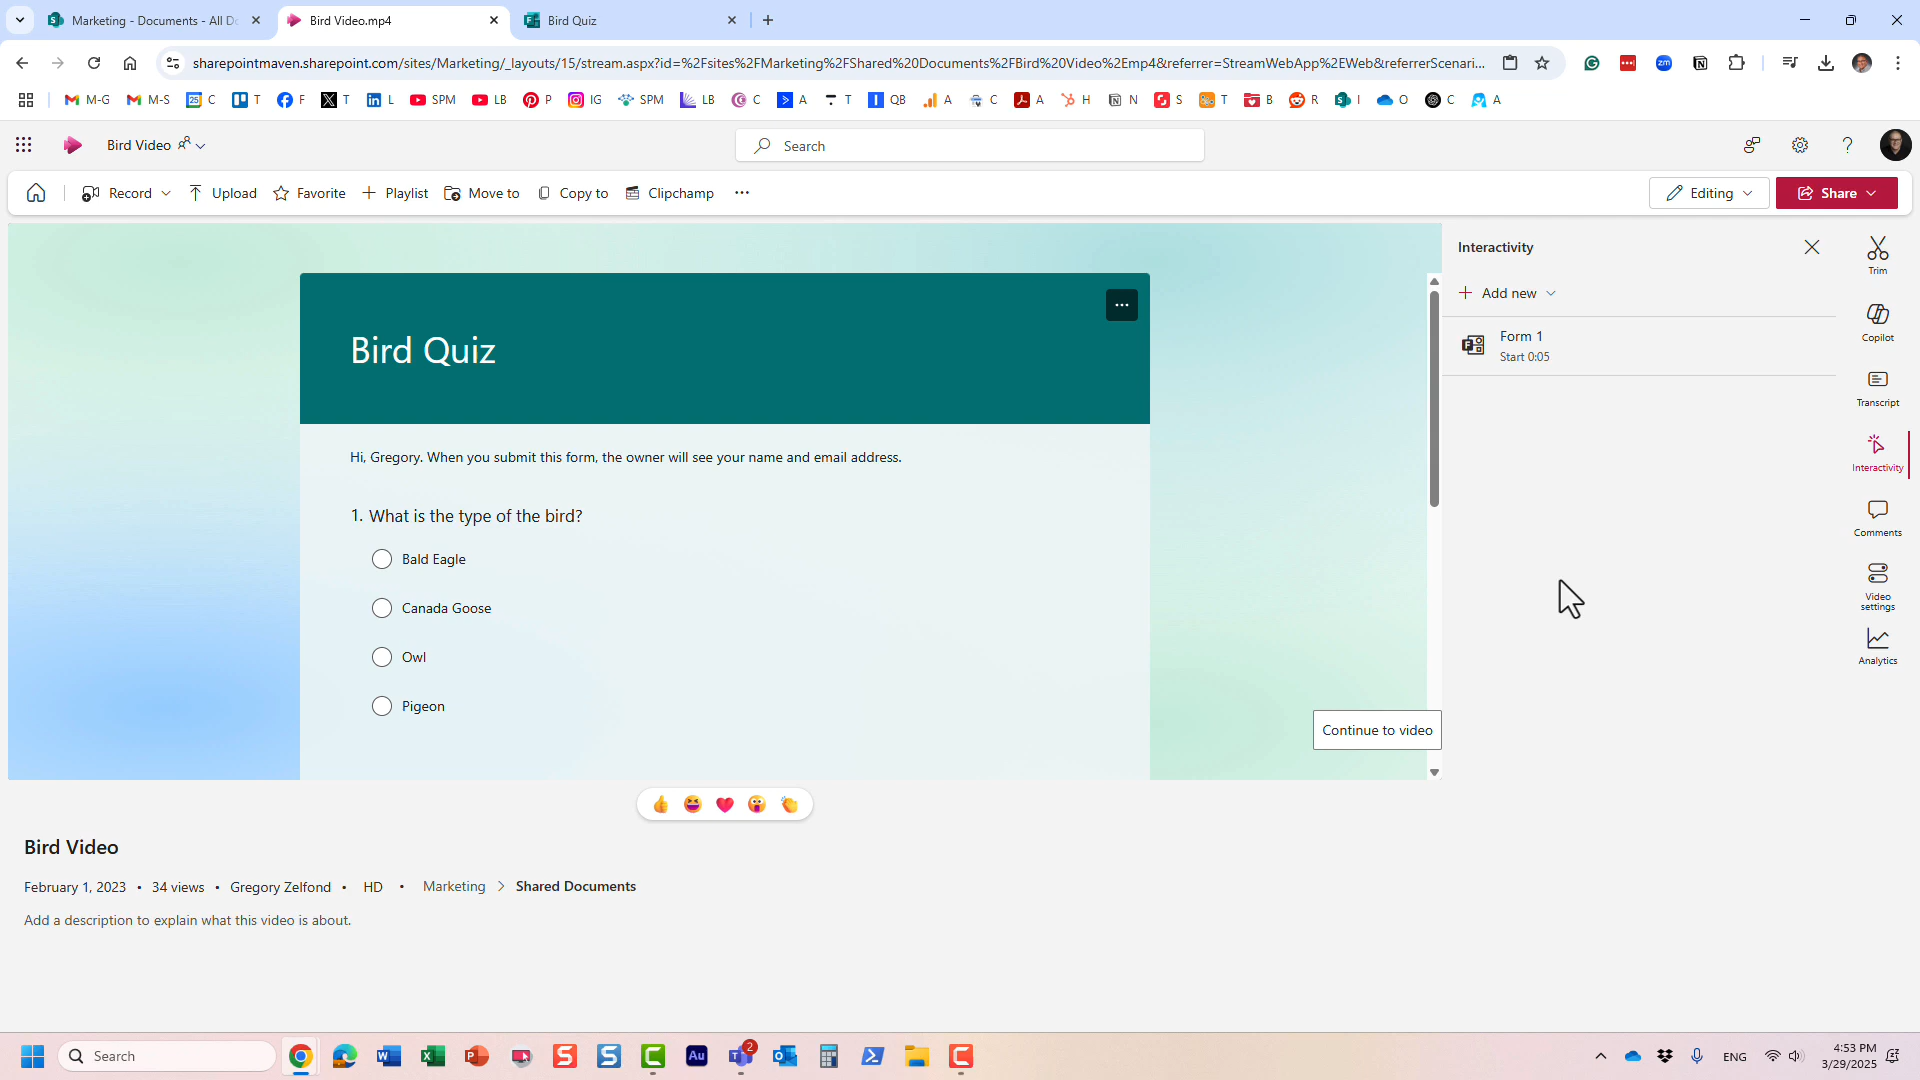 Marketing - Documents - All Do
Bird Video.mp4
Bird Quiz
sharepointmaven.sharepoint.com/sites/Marketing/_layouts/15/stream.aspx?id=%2Fsites%2FMarketing%2FShared%20Documents%2FBird%20Video%2Emp4&referrer=StreamWebApp%2EWeb&referrerScenari...
M-G
M-S
C
T
F
T
L
SPM
LB
P
IG
SPM
LB
C
A
T
QB
A
C
A
H
N
S
T
B
R
I
O
C
A
Bird Video
Search
Record
Upload
Favorite
Playlist
Move to
Copy to
Clipchamp
Editing
Share
Bird Quiz
Hi, Gregory. When you submit this form, the owner will see your name and email address.
1. What is the type of the bird?
Bald Eagle
Canada Goose
Owl
Pigeon
Continue to video
Interactivity
Add new
Form 1
Start 0:05
Trim
Copilot
Transcript
Interactivity
Comments
Video
settings
Analytics
Bird Video
February 1, 2023 • 34 views • Gregory Zelfond • HD • Marketing > Shared Documents
Add a description to explain what this video is about.
Search
2
ENG
4:53 PM
3/29/2025